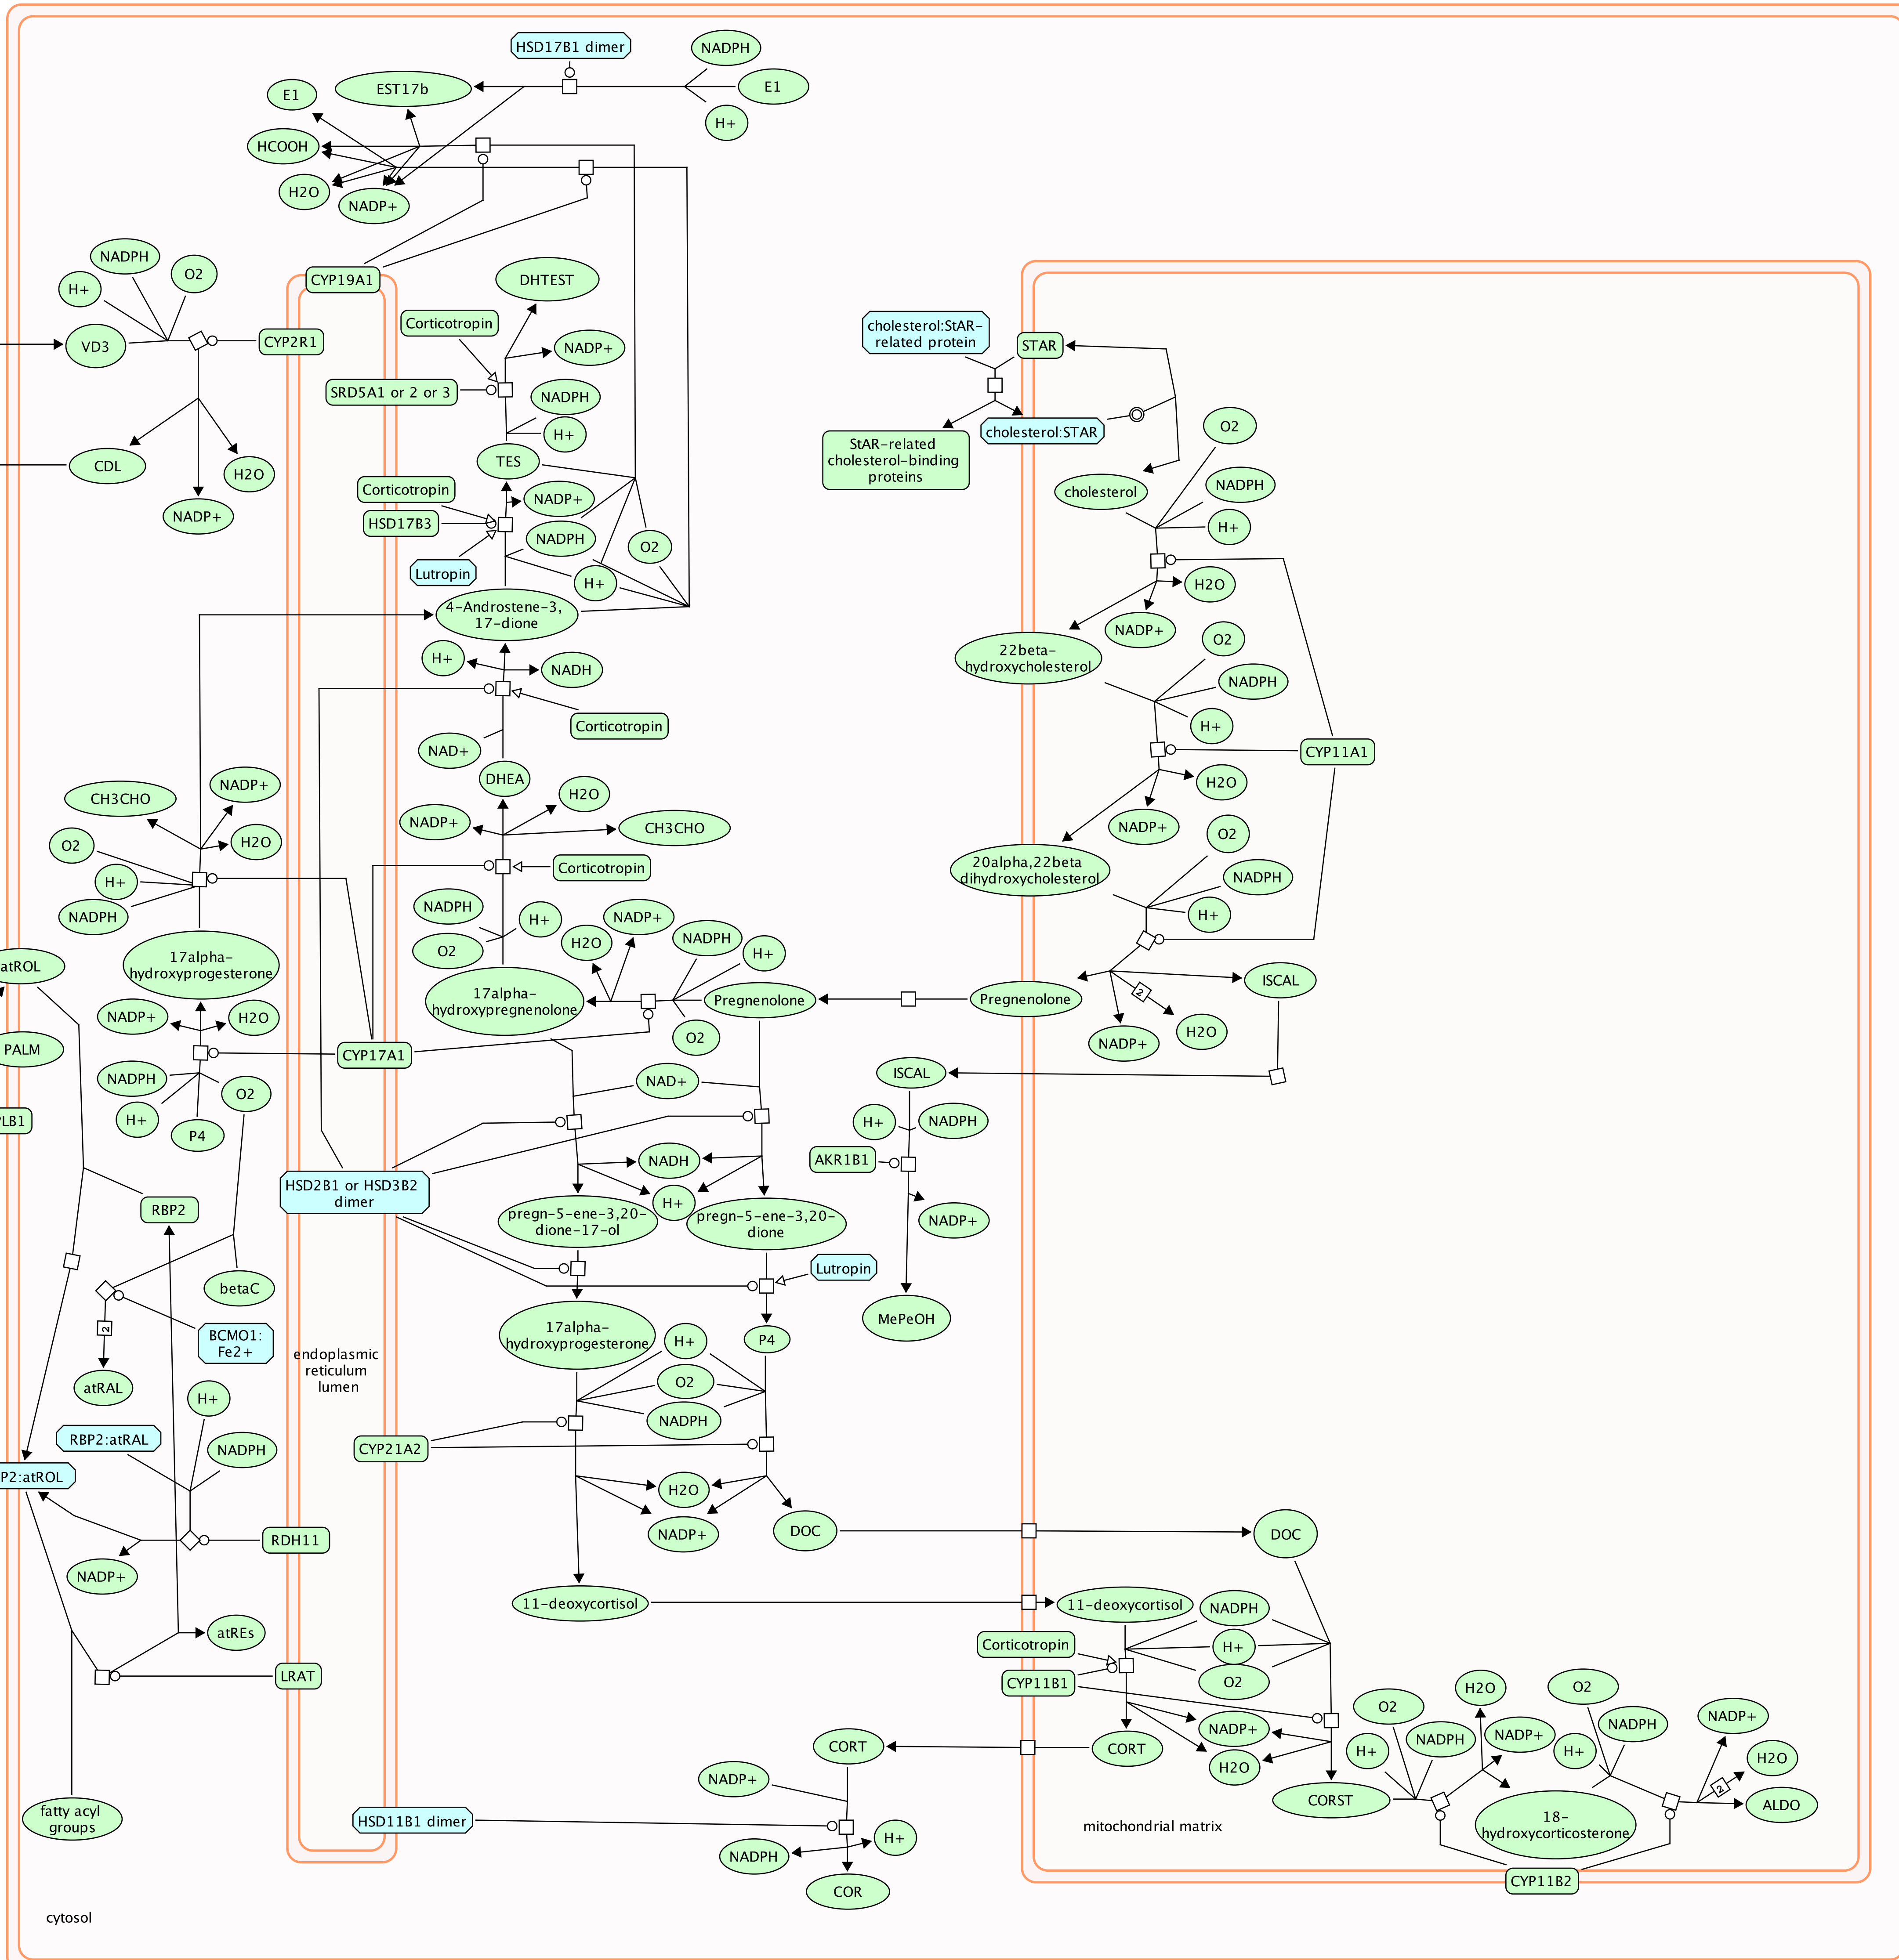 HSD17B1 dimer
NADPH
E1
EST17b
E1
H+
HCOOH
H2O
NADP+
NADPH
O2
H+
VD3
CYP2R1
CDL
H2O
NADP+
CYP19A1
DHTEST
Corticotropin
NADP+
SRD5A1 or 2 or 3
NADPH
H+
TES
Corticotropin
NADP+
HSD17B3
NADPH
O2
Lutropin
H+
4-Androstene-3,
17-dione
H+
NADH
Corticotropin
NAD+
DHEA
H2O
NADP+
CH3CHO
Corticotropin
NADPH
H+
O2
17alpha-
hydroxypregnenolone
H2O
NADP+
NADPH
H+
Pregnenolone
O2
CH3CHO
NADP+
O2
H2O
H+
NADPH
17alpha-
hydroxyprogesterone
NADP+
H2O
CYP17A1
NADPH
O2
H+
P4
atROL
PALM
LB1
cholesterol:StAR-
related protein
STAR
StAR-related
cholesterol-binding
proteins
cholesterol:STAR
O2
cholesterol
NADPH
H+
H2O
NADP+
22beta-
hydroxycholesterol
O2
NADPH
H+
CYP11A1
H2O
NADP+
20alpha,22beta
dihydroxycholesterol
O2
NADPH
H+
Pregnenolone
ISCAL
2
H2O
NADP+
ISCAL
H+
NADPH
AKR1B1
NADP+
MePeOH
NAD+
NADH
H+
HSD2B1 or HSD3B2
dimer
pregn-5-ene-3,20-
dione-17-ol
pregn-5-ene-3,20-
dione
Lutropin
17alpha-
hydroxyprogesterone
P4
H+
O2
NADPH
CYP21A2
H2O
NADP+
DOC
11-deoxycortisol
RBP2
betaC
BCMO1:
Fe2+
2
atRAL
endoplasmic
reticulum
lumen
H+
RBP2:atRAL
NADPH
P2:atROL
RDH11
NADP+
atREs
LRAT
fatty acyl
groups
DOC
11-deoxycortisol
NADPH
H+
O2
Corticotropin
CYP11B1
NADP+
H2O
CORT
CORT
NADP+
HSD11B1 dimer
H+
NADPH
COR
CORST
O2
H+
NADPH
H2O
NADP+
O2
H+
NADPH
18-
hydroxycorticosterone
NADP+
2
H2O
ALDO
CYP11B2
mitochondrial matrix
cytosol